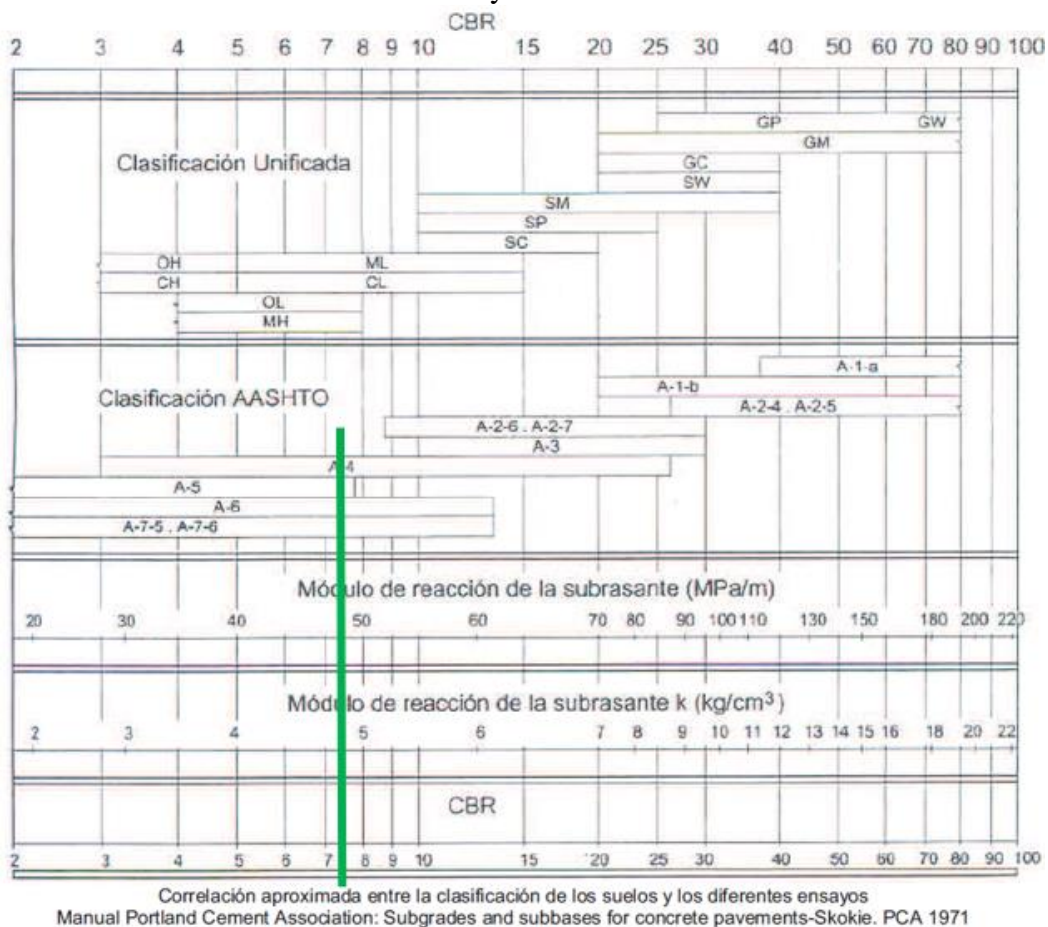 CBR
2 3 4 5 6 7 8 9 10 15 20 25 30 40 50 60 70 80 90 100
GP GW
GM
Clasificación Unificada
GC
SW
SM
SP
SC
OH ML
CH CL
OL
MH
A-1-a
A-1-b
Clasificación AASHTO
A-2-4 . A-2-5
A-2-6 . A-2-7
A-3
A-4
A-5
A-6
A-7-5 . A-7-6
Módulo de reacción de la subrasante (MPa/m)
20 30 40 50 60 70 80 90 100 110 130 150 180 200 220
Módulo de reacción de la subrasante k (kg/cm³)
2 3 4 5 6 7 8 9 10 11 12 13 14 15 16 18 20 22
CBR
2 3 4 5 6 7 8 9 10 15 20 25 30 40 50 60 70 80 90 100
Correlación aproximada entre la clasificación de los suelos y los diferentes ensayos
Manual Portland Cement Association: Subgrades and subbases for concrete pavements-Skokie. PCA 1971